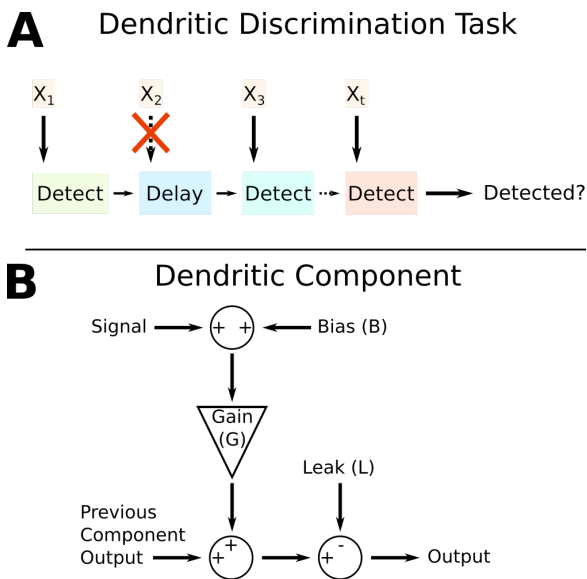 A
Dendritic Discrimination Task
X₁ X₂ X₃ Xₜ
Detect Delay Detect Detect Detected?
B
Dendritic Component
Signal + + Bias (B)
Gain
(G)
Leak (L)
Previous
Component
Output + + + - Output